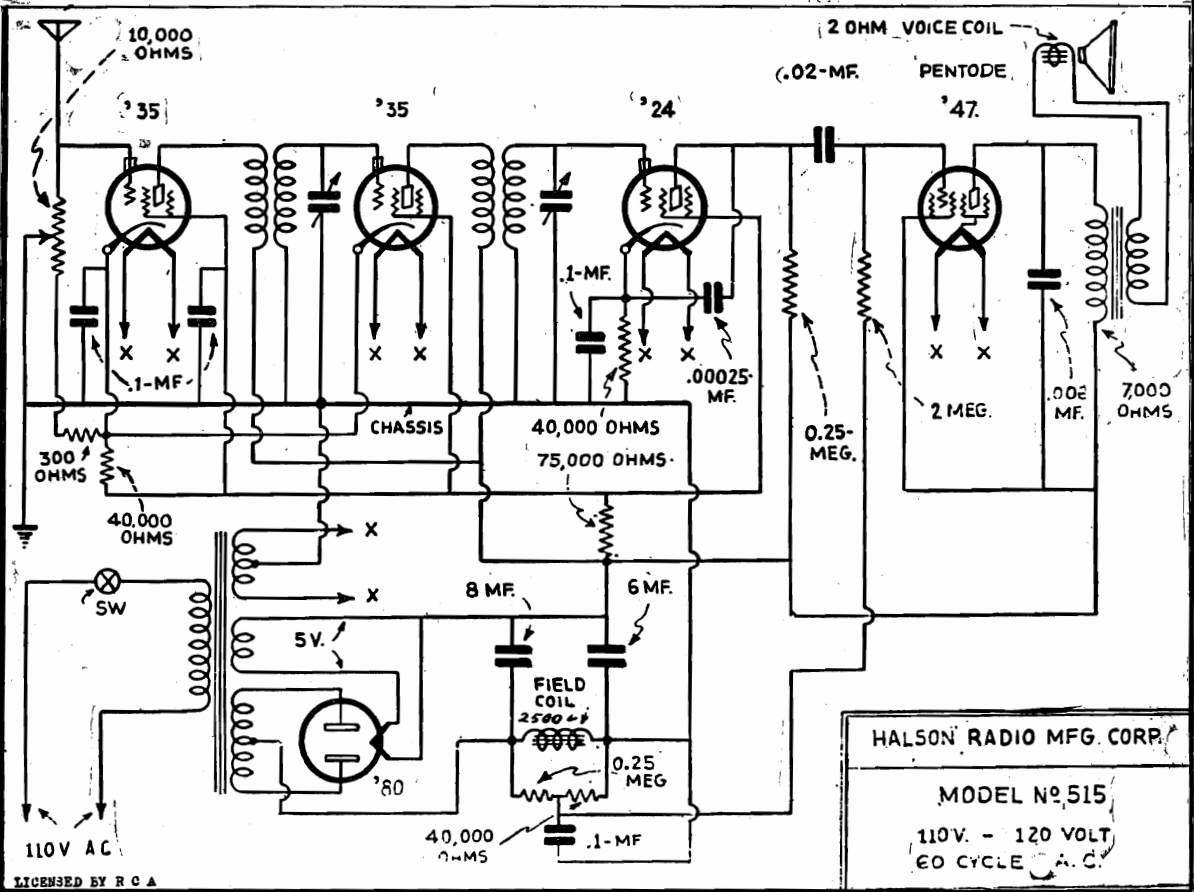 10,000
OHMS
2 OHM VOICE COIL
.02-MF.
PENTODE
'35
'35
'24
'47.
.1-MF.
X X
X X
X X
X X
.1-MF
.00025-
MF.
MF.
7,000
OHMS
2 MEG.
0.25-
MEG.
CHASSIS
40,000 OHMS
75,000 OHMS
300
OHMS
40,000
OHMS
X
X
SW
8 MF.
6 MF.
5V.
FIELD
COIL
2500
0.25
MEG
'80
40,000
OHMS
.1-MF
110V AC
LICENSED BY RCA
HALSON RADIO MFG. CORP.
MODEL Nº 515
110V. - 120 VOLT
60 CYCLE A.C.